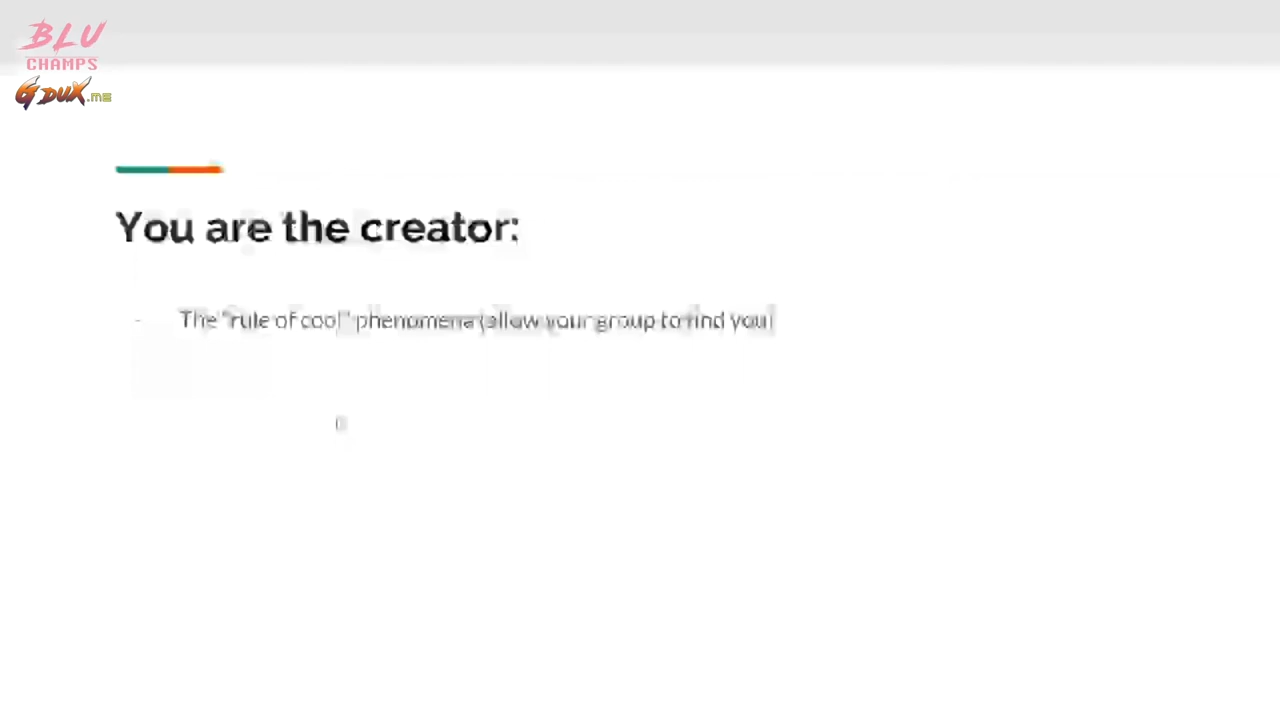 BLU
CHAMPS
GDUX.ME
You are the creator:
- The "rule of cool" phenomena (allow your group to find you)